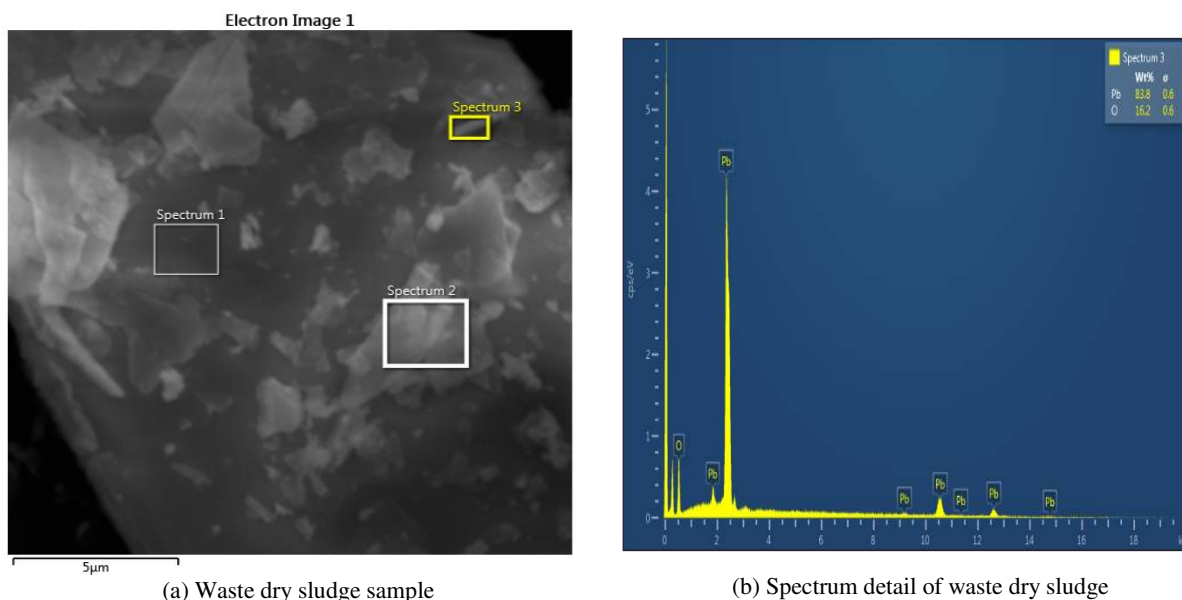 Electron Image 1
Spectrum 3
Spectrum 1
Spectrum 2
5µm
(a) Waste dry sludge sample
Spectrum 3
Wt% σ
Pb 83.8 0.6
O 16.2 0.6
5
Pb
4
3
cps/eV
2
1
O
Pb
Pb
Pb
Pb
Pb
Pb
0
0 2 4 6 8 10 12 14 16 18
(b) Spectrum detail of waste dry sludge